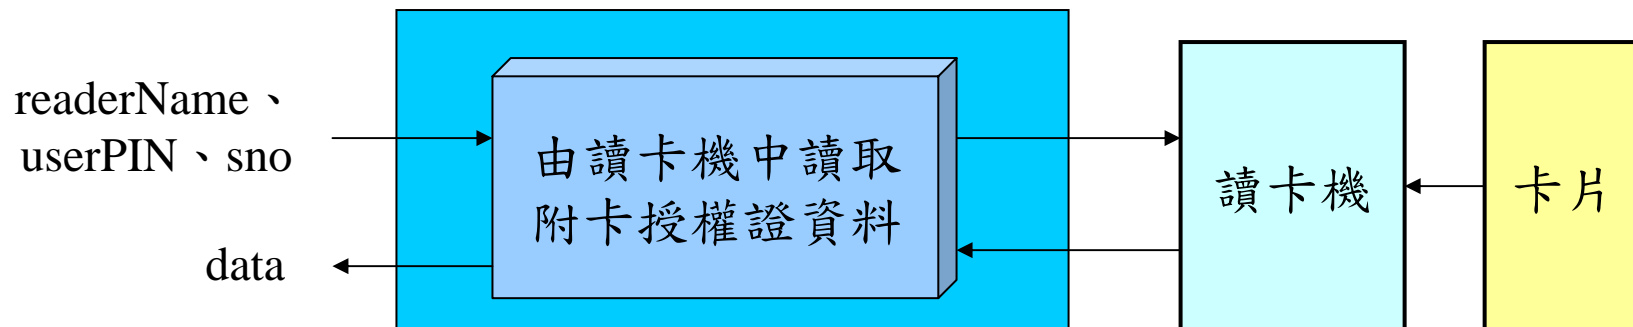 readerName、
userPIN、sno
data
由讀卡機中讀取
附卡授權證資料
讀卡機
卡片